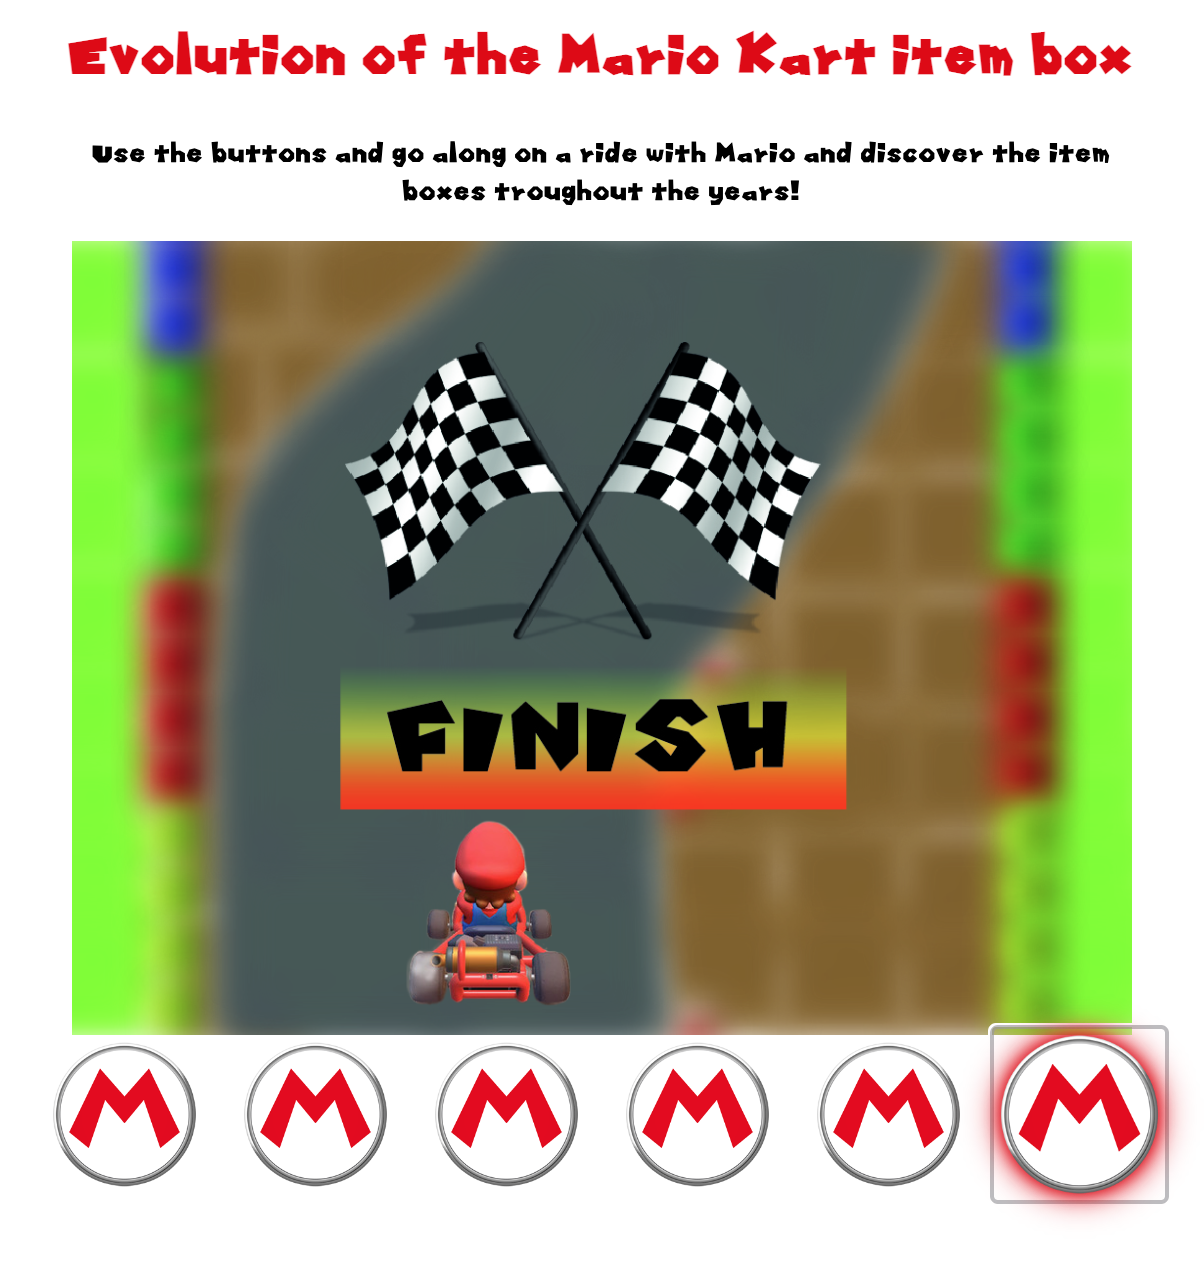 Evolution of the Mario Kart item box
Use the buttons and go along on a ride with Mario and discover the item
boxes troughout the years!
FINISH
M M M M M M